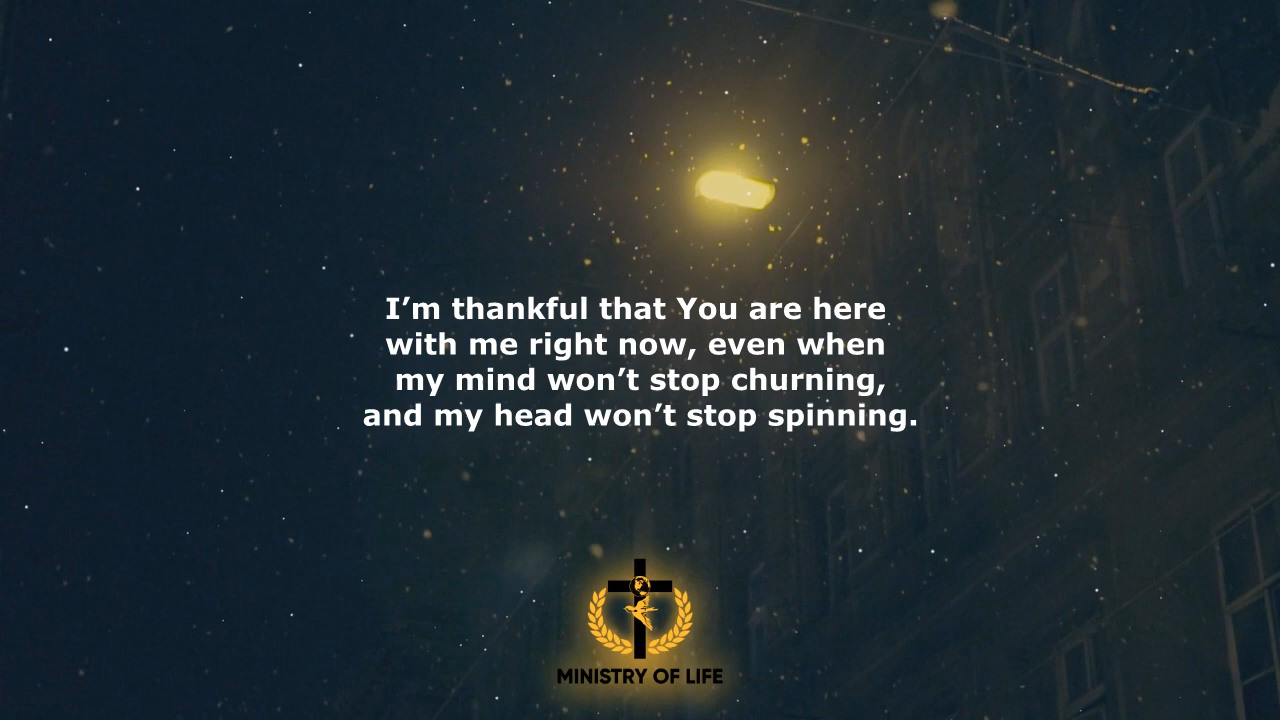 I’m thankful that You are here
with me right now, even when
my mind won’t stop churning,
and my head won’t stop spinning.
MINISTRY OF LIFE